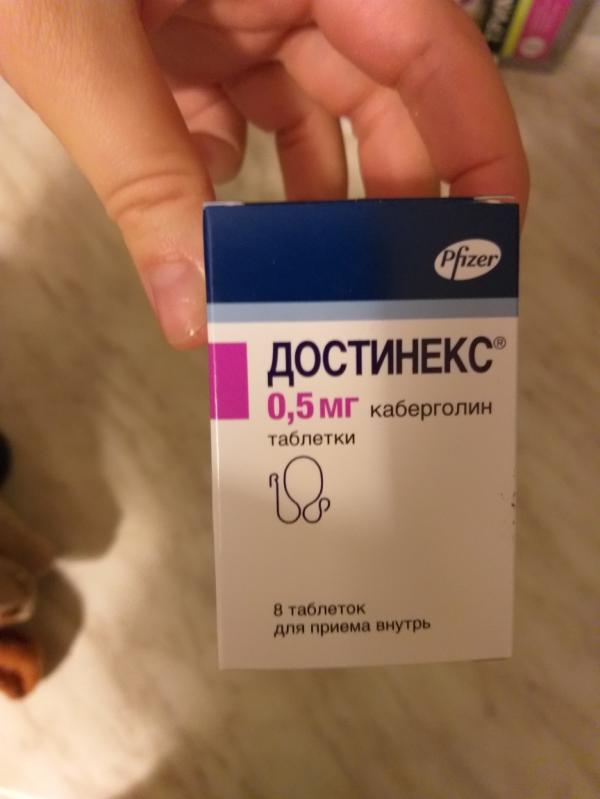 Pfizer
ДОСТИНЕКС®
0,5 мг каберголин
таблетки
8 таблеток
для приема внутрь